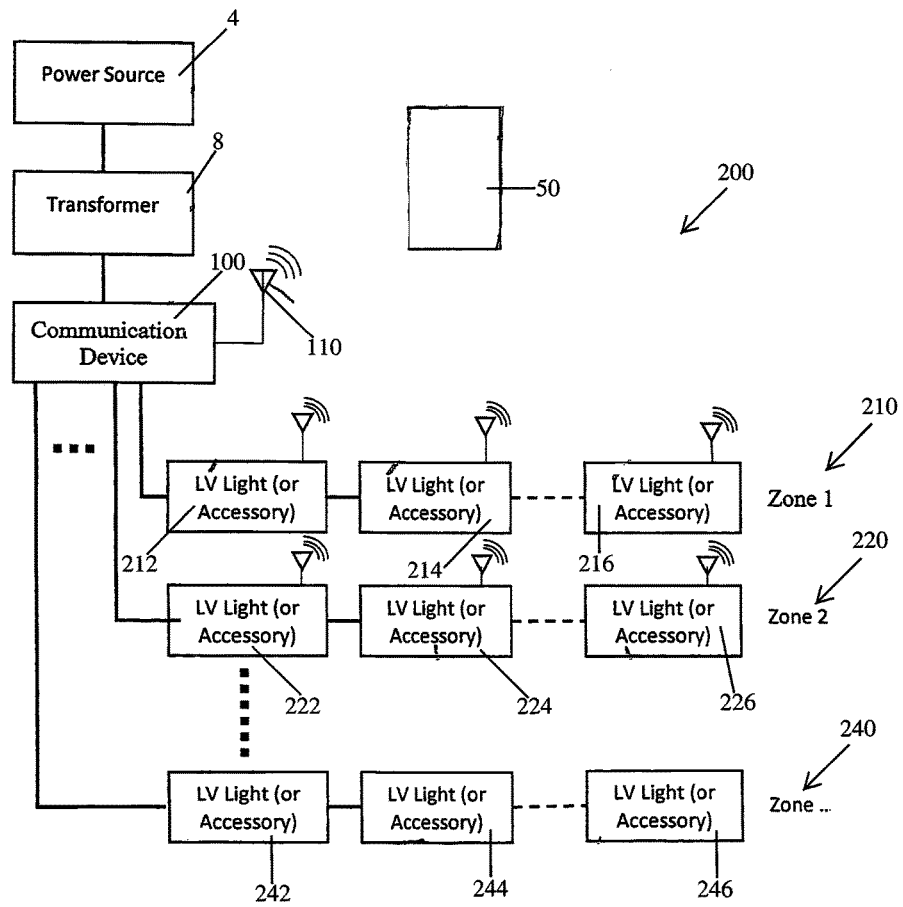 4
Power Source
8
Transformer
50
200
100
Communication
Device
110
210
LV Light (or
Accessory)
LV Light (or
Accessory)
LV Light (or
Accessory)
Zone 1
212
214
216
220
LV Light (or
Accessory)
LV Light (or
Accessory)
LV Light (or
Accessory)
Zone 2
222
224
226
240
LV Light (or
Accessory)
LV Light (or
Accessory)
LV Light (or
Accessory)
Zone ...
242
244
246